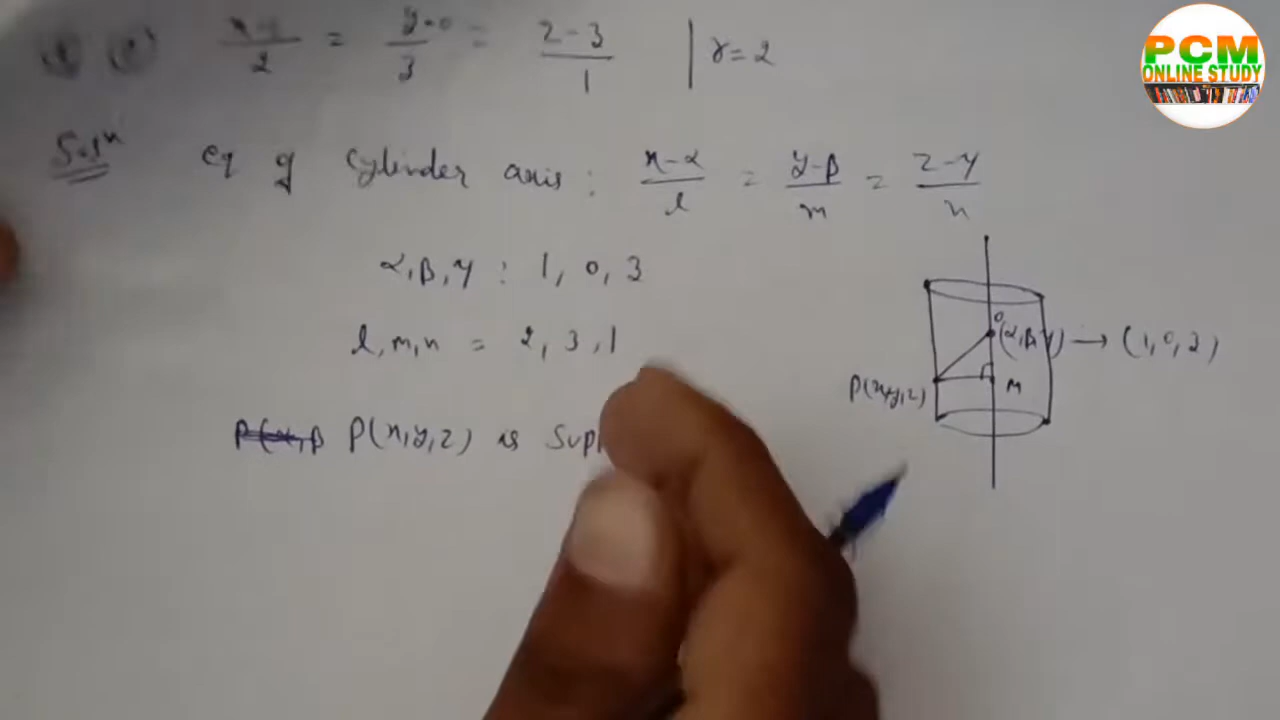 x-1/2 = y-0/3 = z-3/1 | r=2
Solⁿ eq of cylinder axis : x-α/l = y-β/m = z-γ/n
α,β,γ : 1, 0, 3
l,m,n = 2, 3, 1
P(x,y,z) is
O
(α,β,γ) → (1,0,3)
P(x,y,z)
M
PCM
ONLINE STUDY